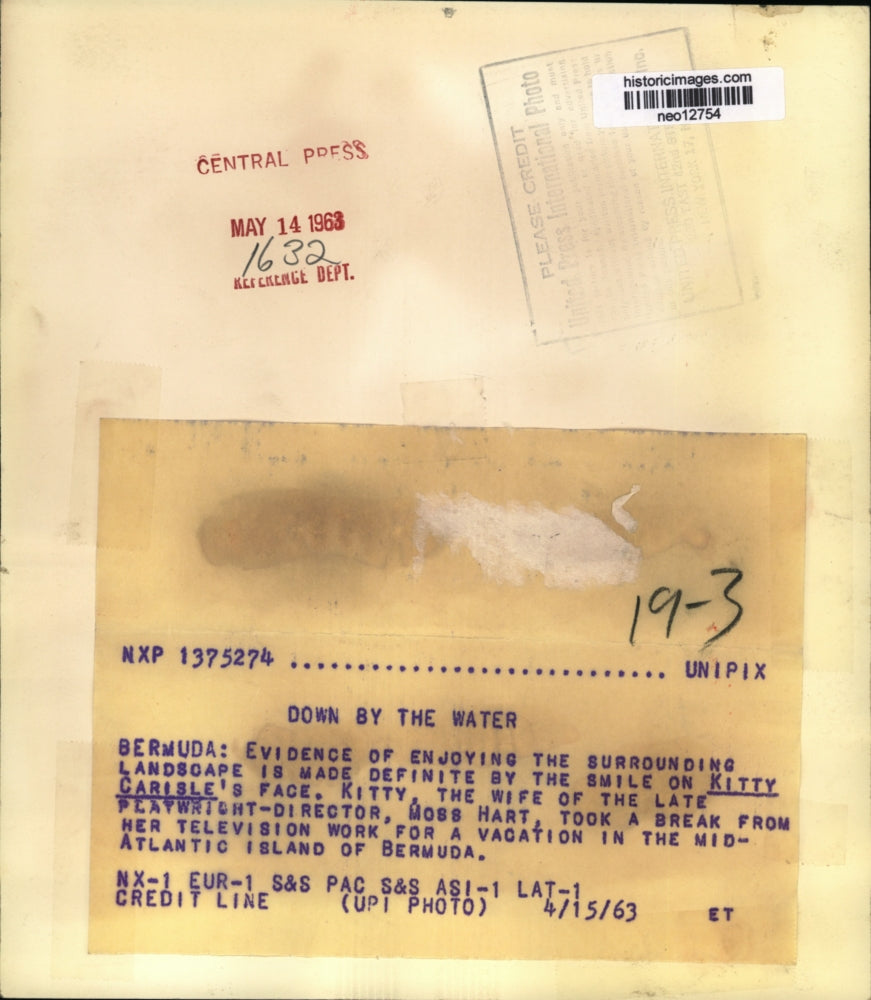 historicimages.com
neo12754
PLEASE CREDIT
United Press International Photo
CENTRAL PRESS
MAY 14 1963
1632
REFERENCE DEPT.
19-3
NXP 1375274 ............................ UNIPIX
DOWN BY THE WATER
BERMUDA: EVIDENCE OF ENJOYING THE SURROUNDING
LANDSCAPE IS MADE DEFINITE BY THE SMILE ON KITTY
CARISLE'S FACE. KITTY, THE WIFE OF THE LATE
PLAYWRIGHT-DIRECTOR, MOSS HART, TOOK A BREAK FROM
HER TELEVISION WORK FOR A VACATION IN THE MID-
ATLANTIC ISLAND OF BERMUDA.
NX-1 EUR-1 S&S PAC S&S ASI-1 LAT-1
CREDIT LINE (UPI PHOTO) 4/15/63 ET